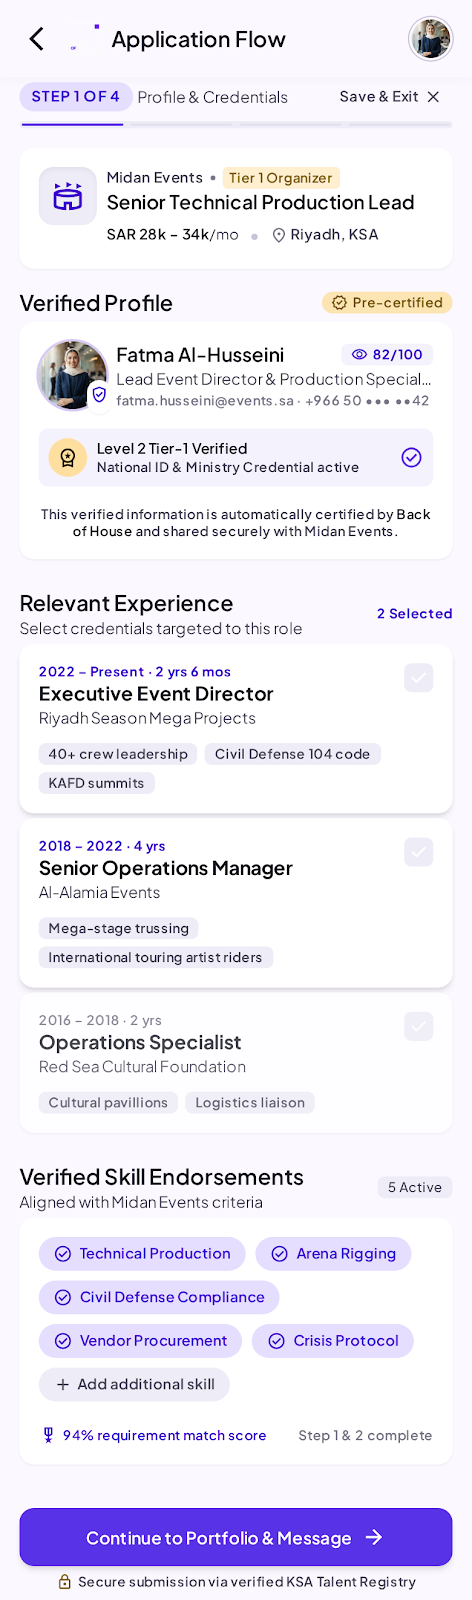 Application Flow
STEP 1 OF 4 Profile & Credentials Save & Exit
Midan Events • Tier 1 Organizer
Senior Technical Production Lead
SAR 28k – 34k/mo • Riyadh, KSA
Verified Profile Pre-certified
Fatma Al-Husseini 82/100
Lead Event Director & Production Special...
fatma.husseini@events.sa · +966 50 ••• ••42
Level 2 Tier-1 Verified
National ID & Ministry Credential active
This verified information is automatically certified by Back
of House and shared securely with Midan Events.
Relevant Experience
2 Selected
Select credentials targeted to this role
2022 – Present · 2 yrs 6 mos
Executive Event Director
Riyadh Season Mega Projects
40+ crew leadership Civil Defense 104 code
KAFD summits
2018 – 2022 · 4 yrs
Senior Operations Manager
Al-Alamia Events
Mega-stage trussing
International touring artist riders
2016 – 2018 · 2 yrs
Operations Specialist
Red Sea Cultural Foundation
Cultural pavillions Logistics liaison
Verified Skill Endorsements
5 Active
Aligned with Midan Events criteria
Technical Production Arena Rigging
Civil Defense Compliance
Vendor Procurement Crisis Protocol
+ Add additional skill
94% requirement match score Step 1 & 2 complete
Continue to Portfolio & Message →
Secure submission via verified KSA Talent Registry